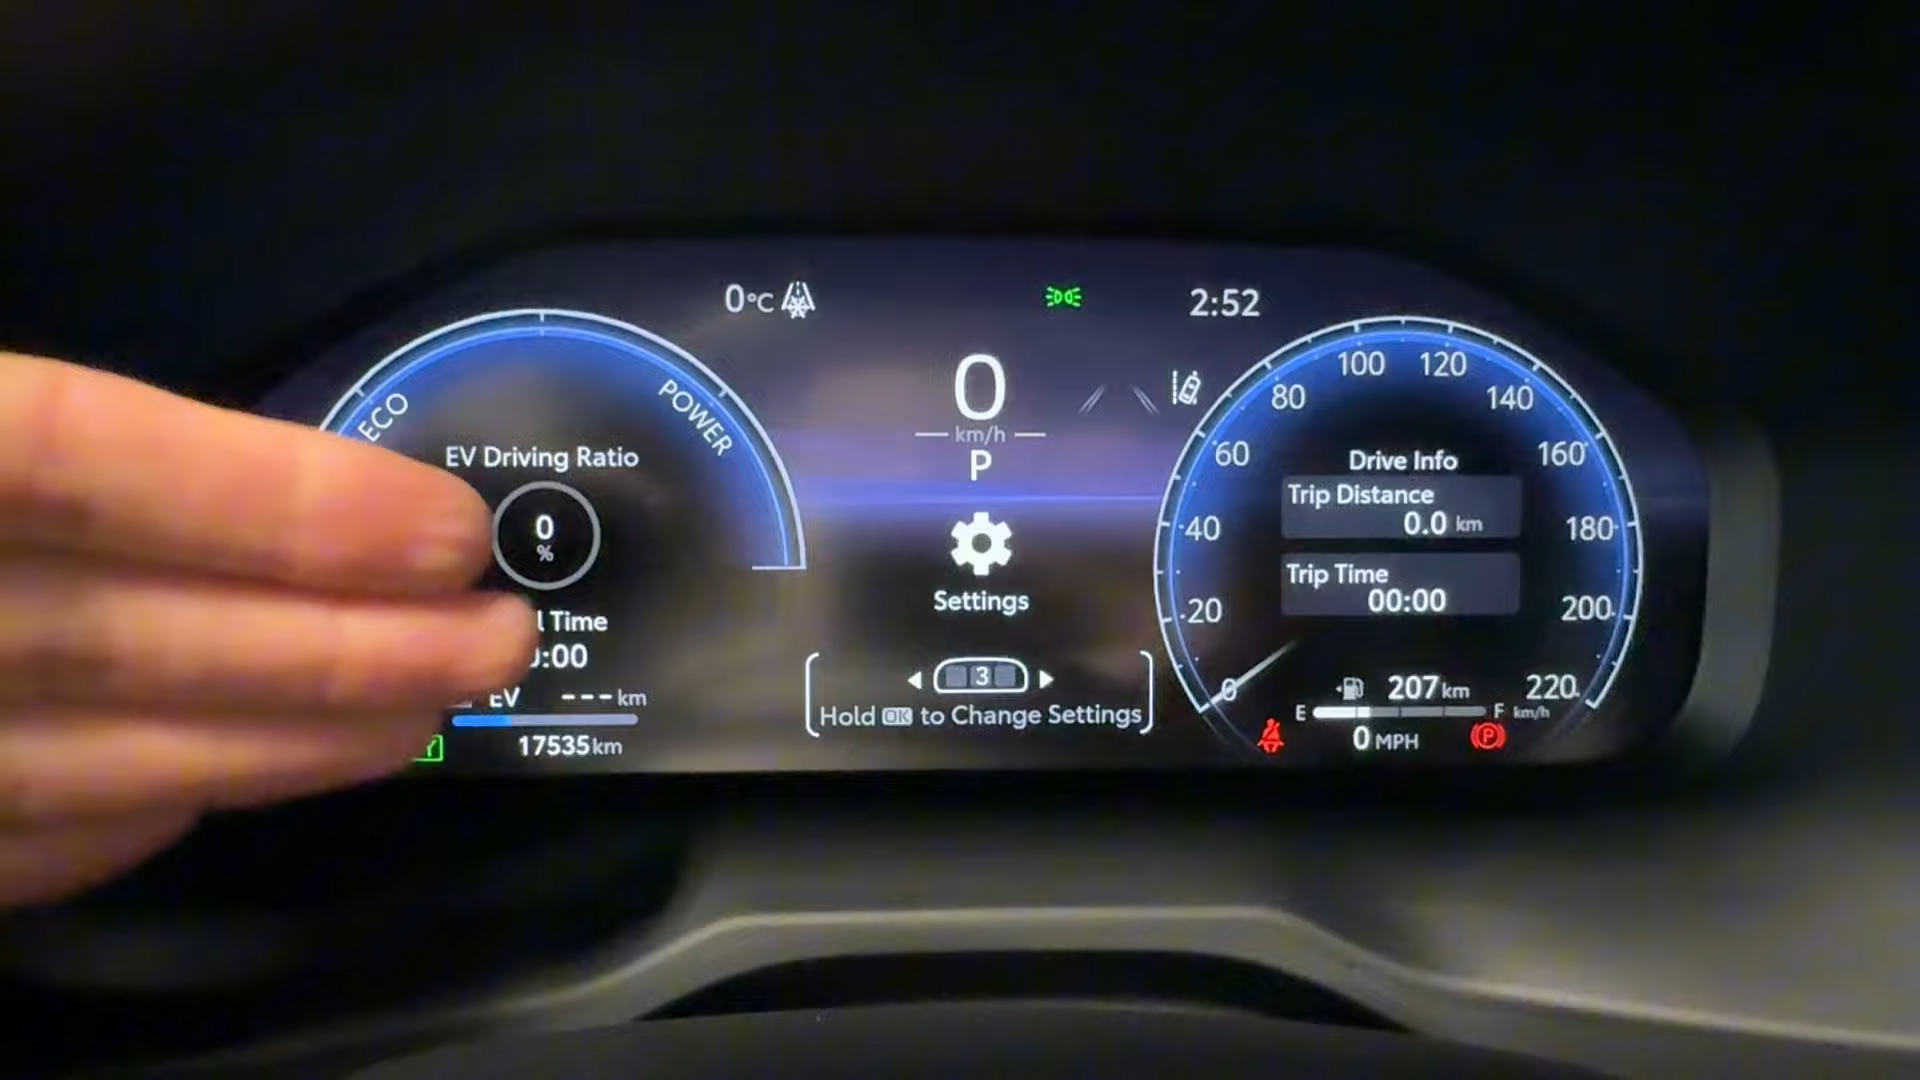 0°C
2:52
ECO
POWER
EV Driving Ratio
0
%
l Time
:00
EV ---km
17535km
0
km/h
P
Settings
3
Hold OK to Change Settings
0
20
40
60
80
100
120
140
160
180
200
220
km/h
Drive Info
Trip Distance
0.0 km
Trip Time
00:00
207km
E F
0 MPH
P